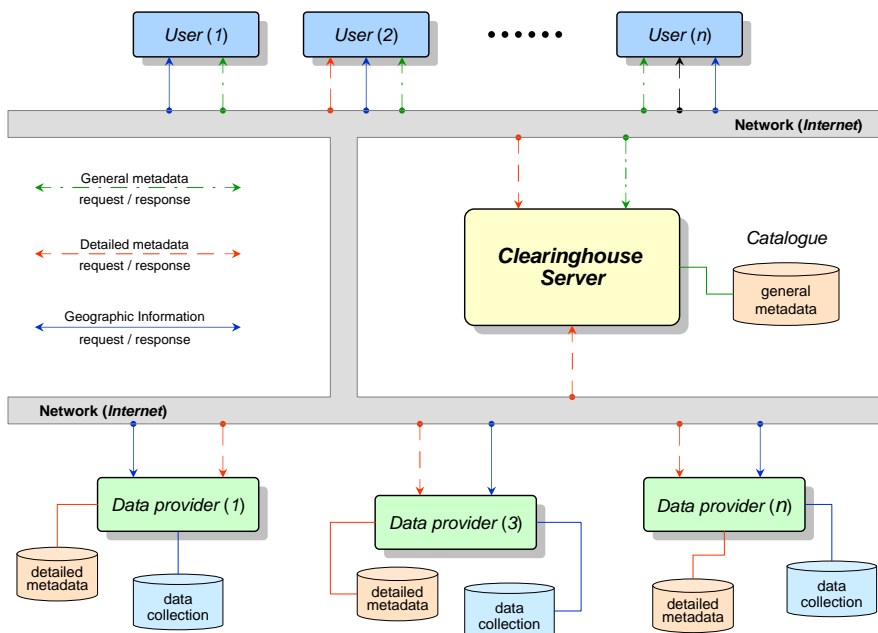 User (1)
User (2)
User (n)
Network (Internet)
General metadata
request / response
Detailed metadata
request / response
Geographic Information
request / response
Clearinghouse
Server
Catalogue
general
metadata
Network (Internet)
Data provider (1)
Data provider (3)
Data provider (n)
detailed
metadata
data
collection
detailed
metadata
data
collection
detailed
metadata
data
collection